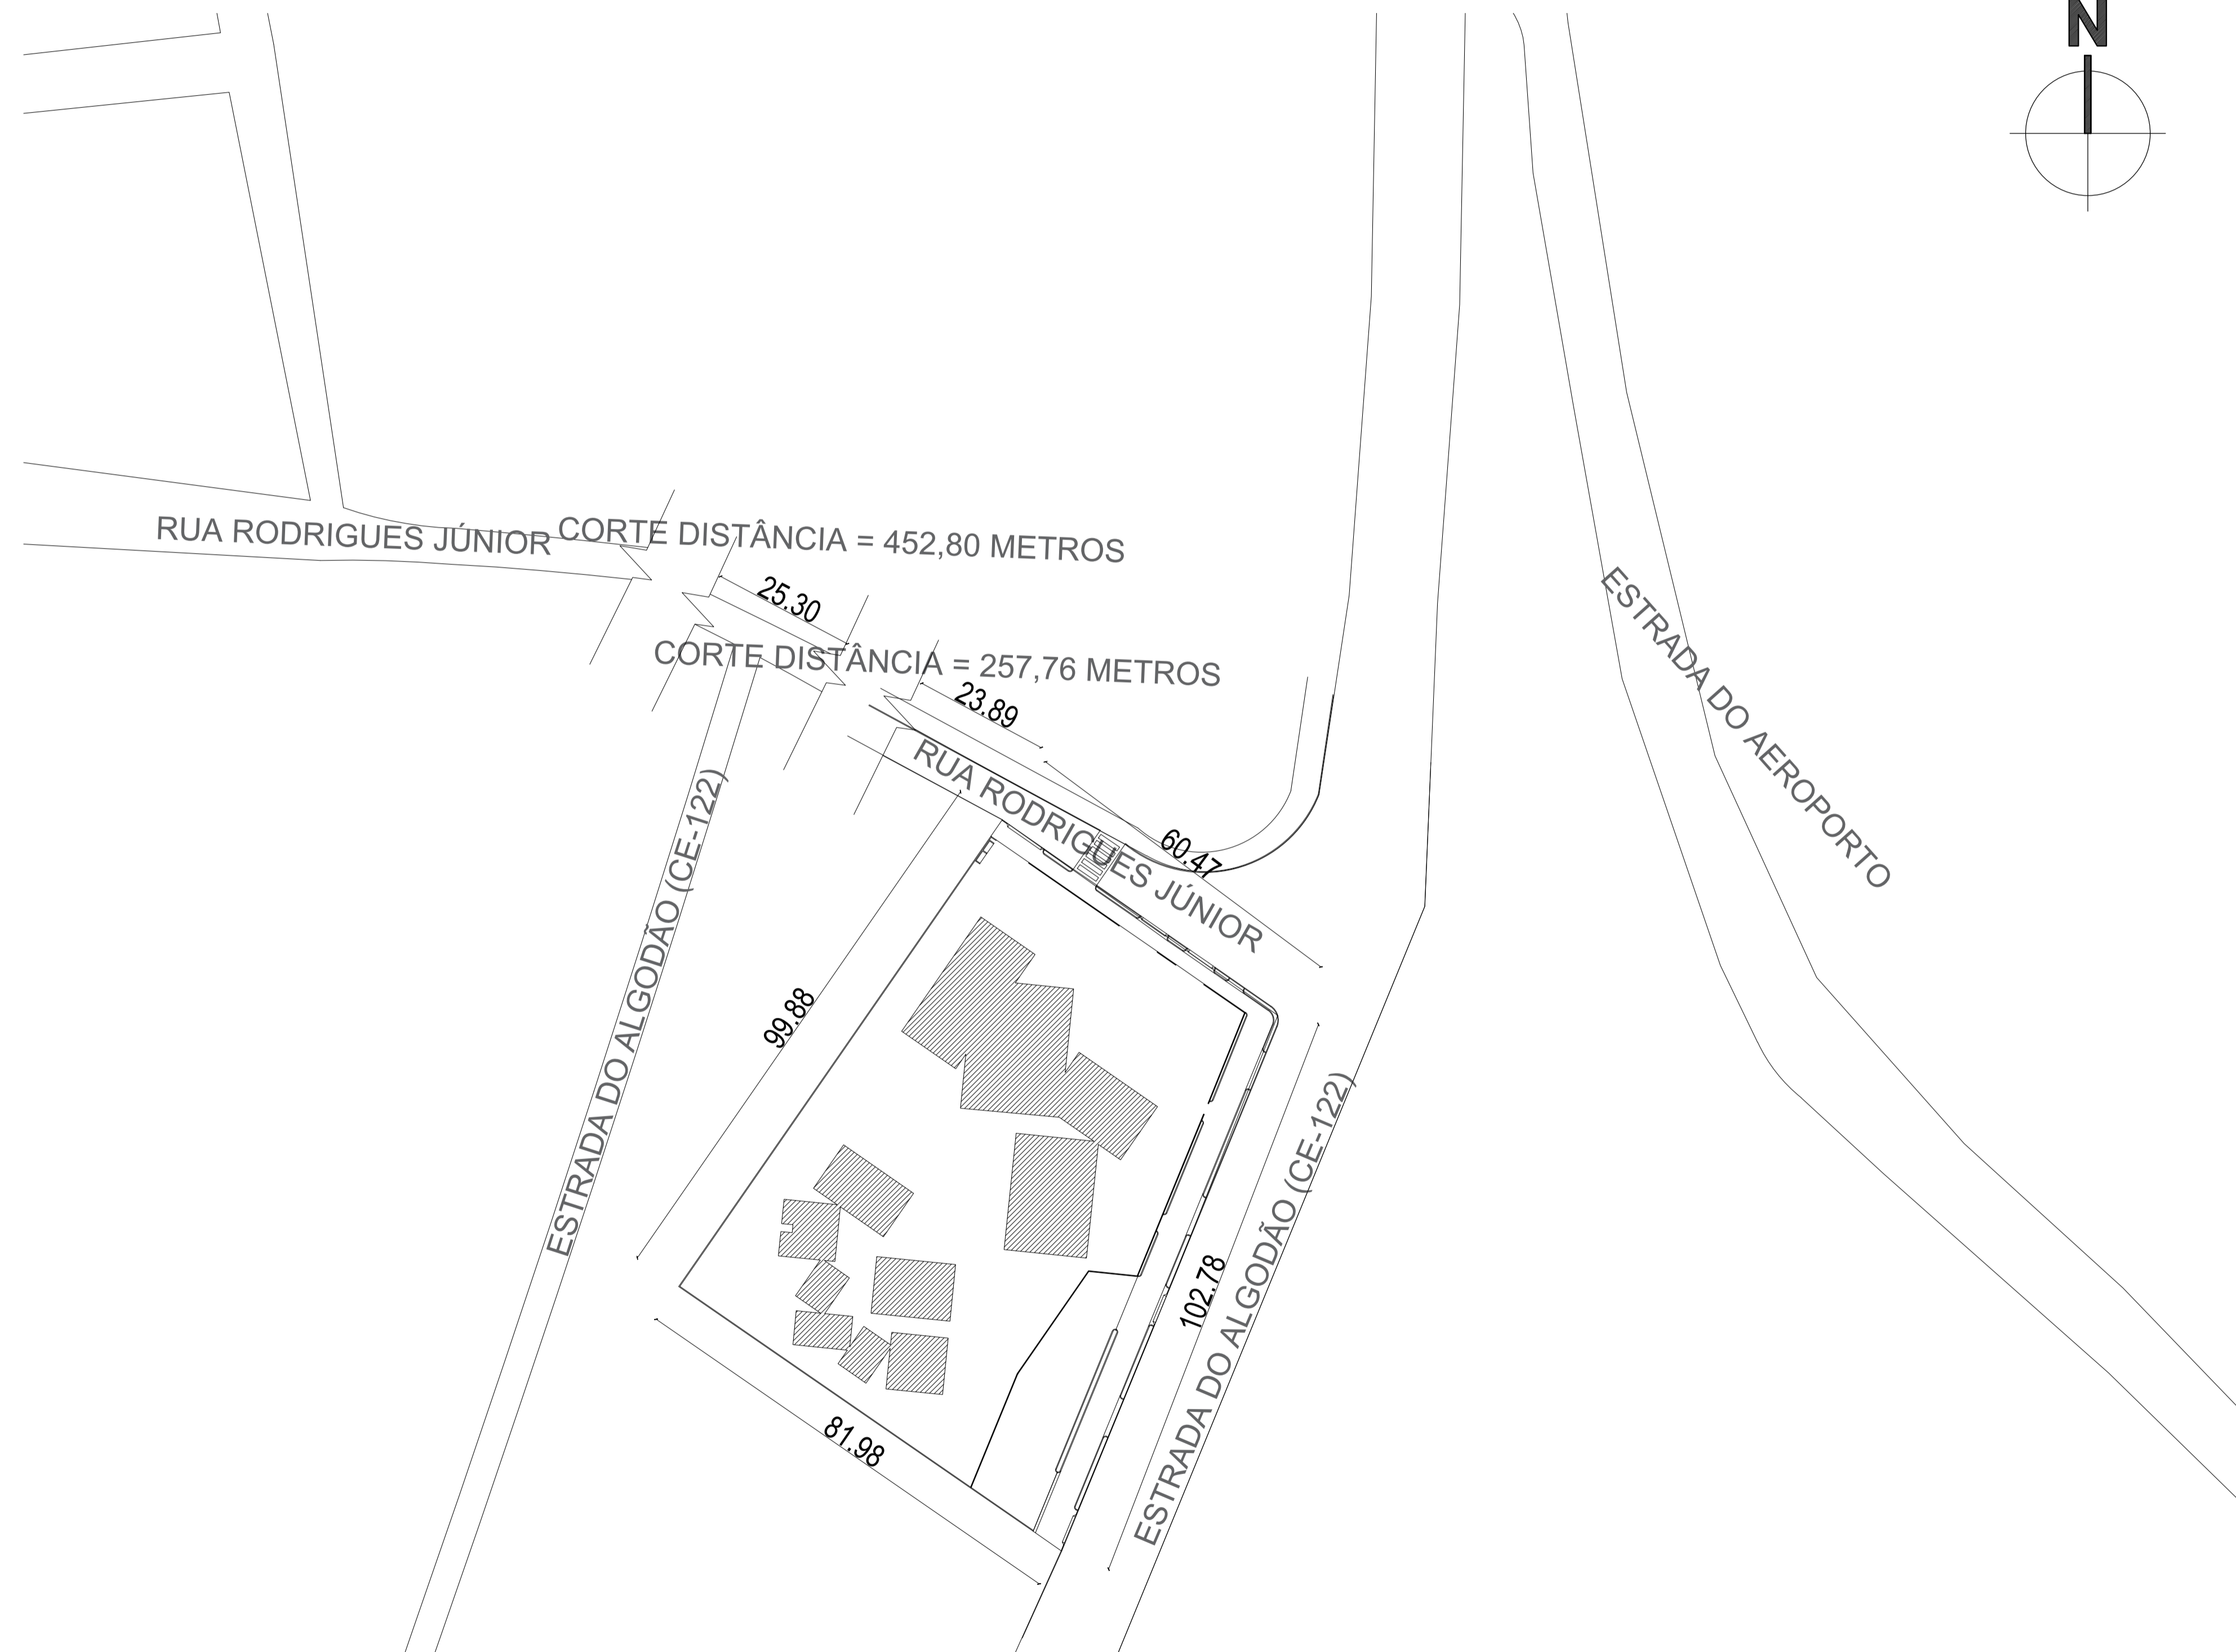 N
RUA RODRIGUES JÚNIOR
CORTE DISTÂNCIA = 452,80 METROS
25.30
CORTE DISTÂNCIA = 257,76 METROS
23.89
RUA RODRIGUES JÚNIOR
60.47
ESTRADA DO AEROPORTO
ESTRADA DO ALGODÃO (CE-122)
99.88
102.78
ESTRADA DO ALGODÃO (CE-122)
81.98